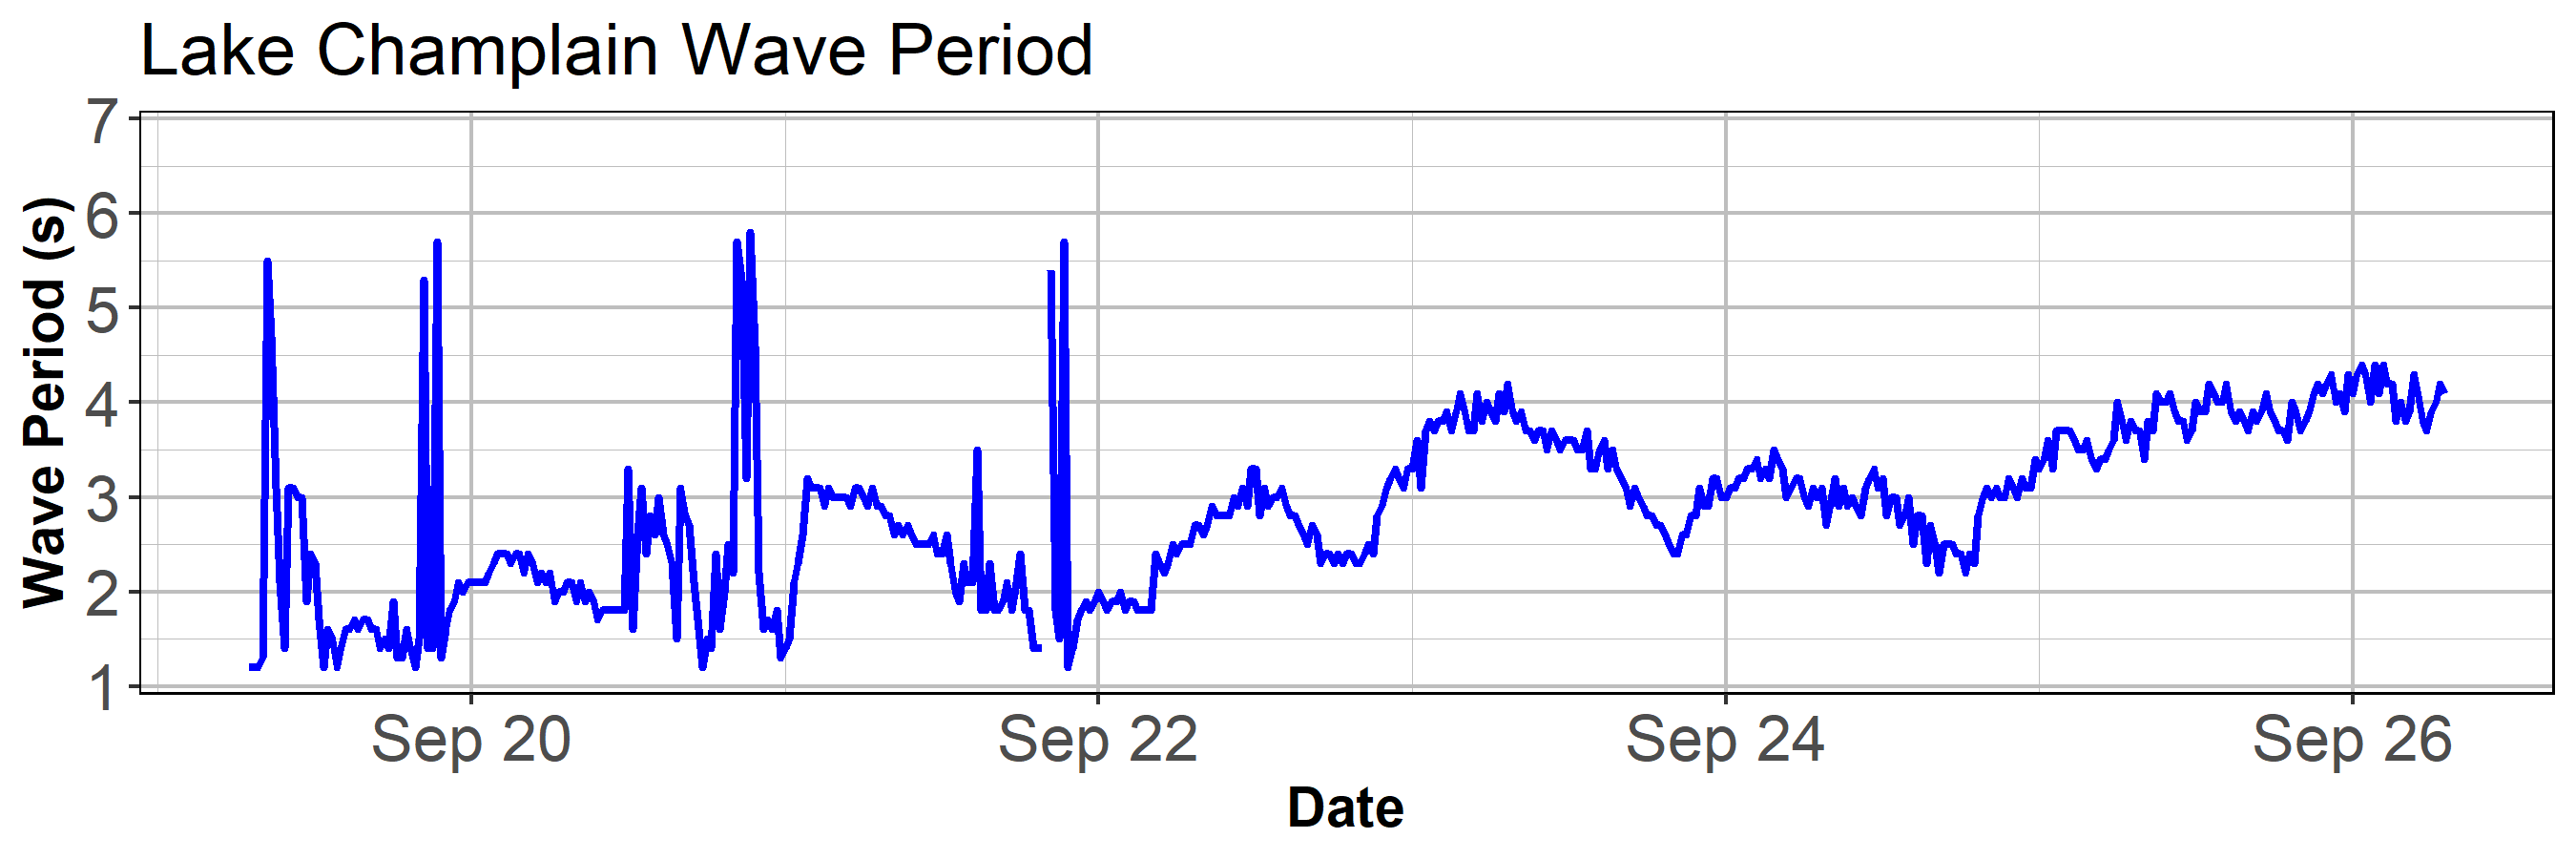 Lake Champlain Wave Period
7
6
5
4
3
2
1
Wave Period (s)
Sep 20
Sep 22
Sep 24
Sep 26
Date